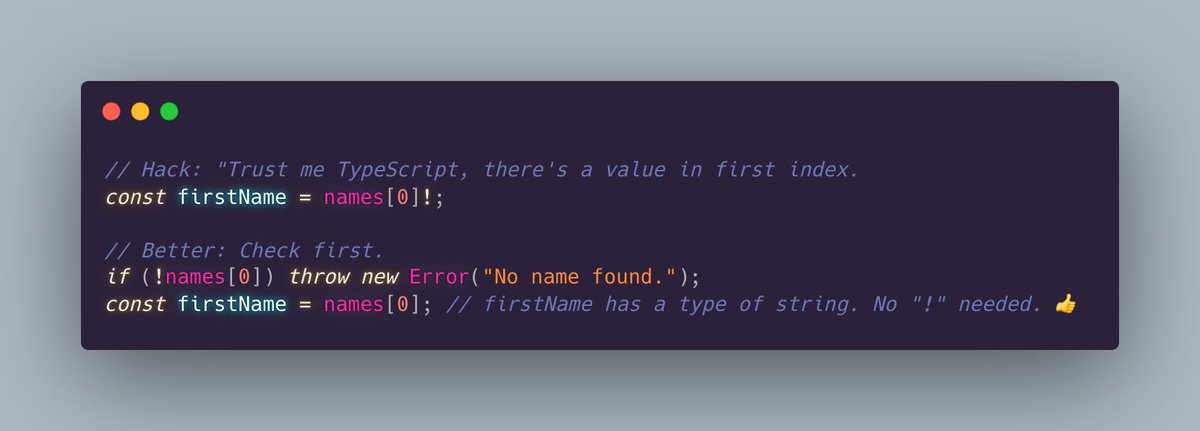 // Hack: "Trust me TypeScript, there's a value in first index.
const firstName = names[0]!;
// Better: Check first.
if (!names[0]) throw new Error("No name found.");
const firstName = names[0]; // firstName has a type of string. No "!" needed. 👍